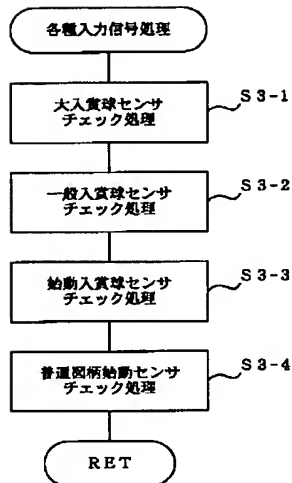 各種入力信号処理
大入賞球センサ
チェック処理
S3-1
一般入賞球センサ
チェック処理
S3-2
始動入賞球センサ
チェック処理
S3-3
普通図柄始動センサ
チェック処理
S3-4
RET